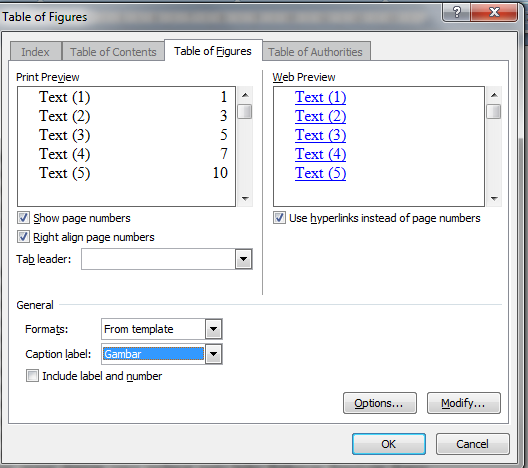 Table of Figures
Index Table of Contents Table of Figures Table of Authorities
Print Preview
Text (1) 1
Text (2) 3
Text (3) 5
Text (4) 7
Text (5) 10
Web Preview
Text (1)
Text (2)
Text (3)
Text (4)
Text (5)
Show page numbers
Right align page numbers
Tab leader:
Use hyperlinks instead of page numbers
General
Formats: From template
Caption label: Gambar
Include label and number
Options... Modify...
OK Cancel